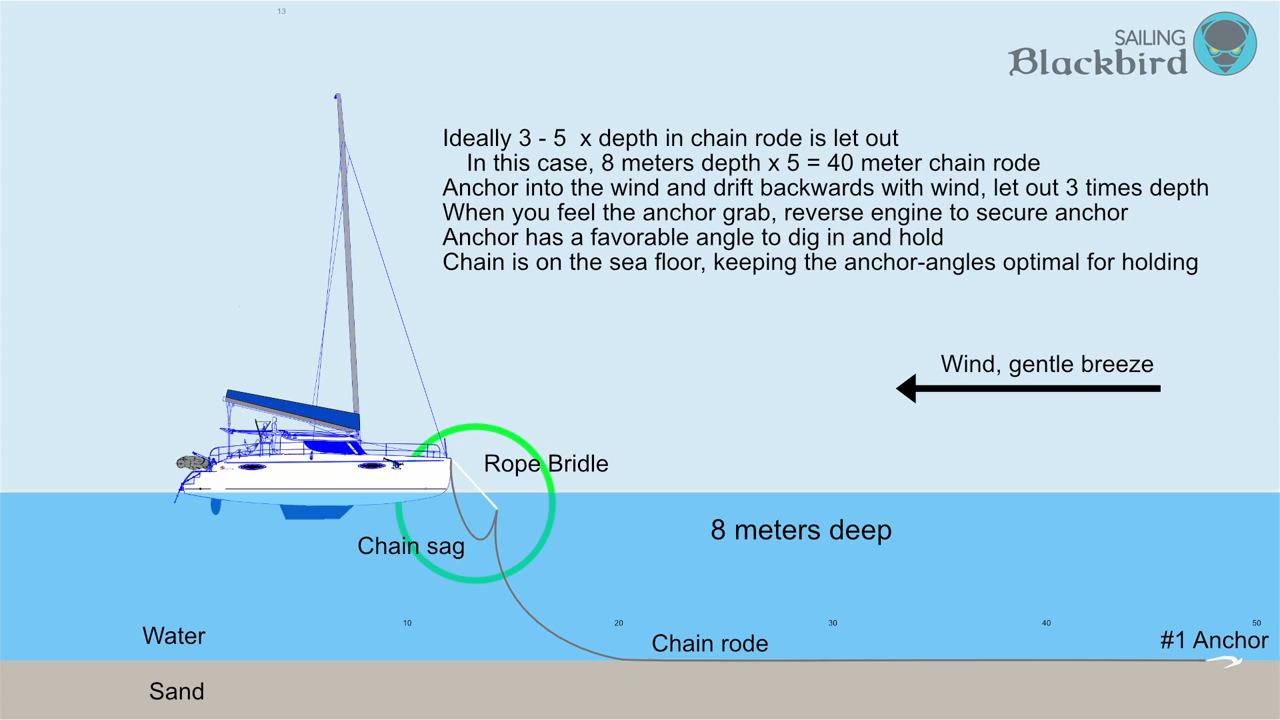 13
SAILING
Blackbird
Ideally 3 - 5 x depth in chain rode is let out
In this case, 8 meters depth x 5 = 40 meter chain rode
Anchor into the wind and drift backwards with wind, let out 3 times depth
When you feel the anchor grab, reverse engine to secure anchor
Anchor has a favorable angle to dig in and hold
Chain is on the sea floor, keeping the anchor-angles optimal for holding
Wind, gentle breeze
Rope Bridle
8 meters deep
Chain sag
10 20 30 40 50
Water
Chain rode
#1 Anchor
Sand